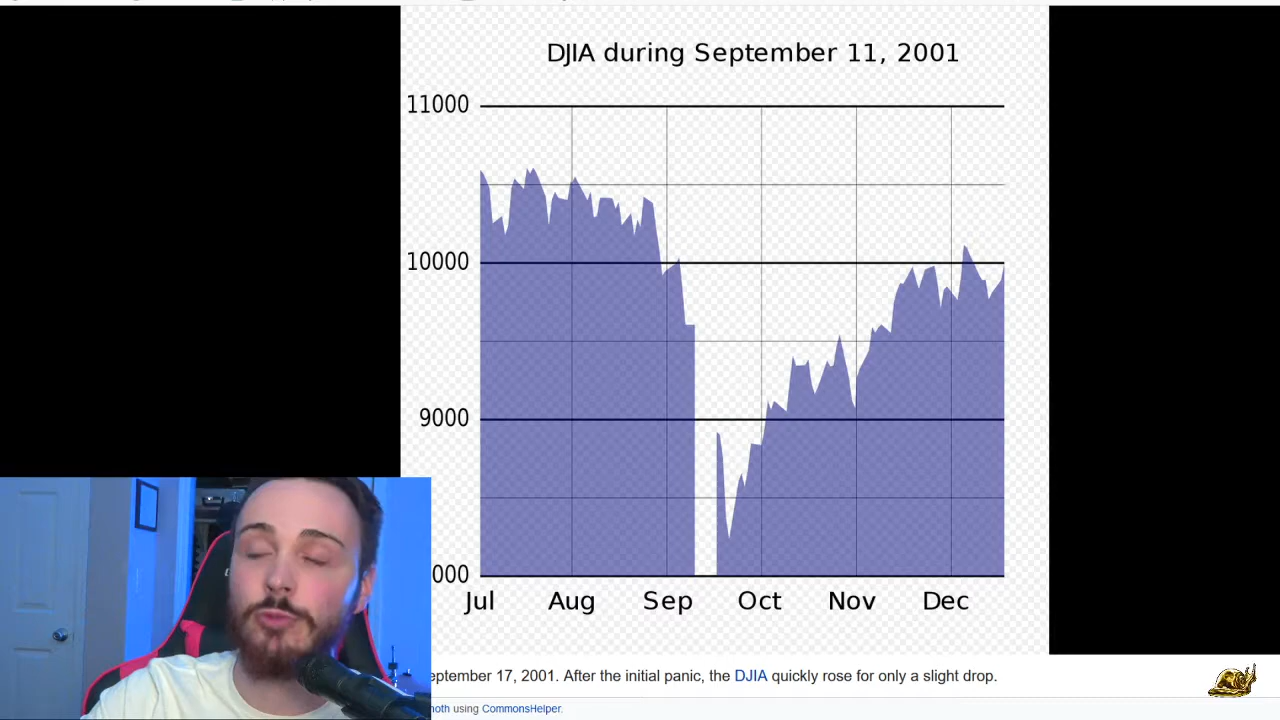 DJIA during September 11, 2001
11000
10000
9000
000
Jul Aug Sep Oct Nov Dec
eptember 17, 2001. After the initial panic, the DJIA quickly rose for only a slight drop.
noth using CommonsHelper.